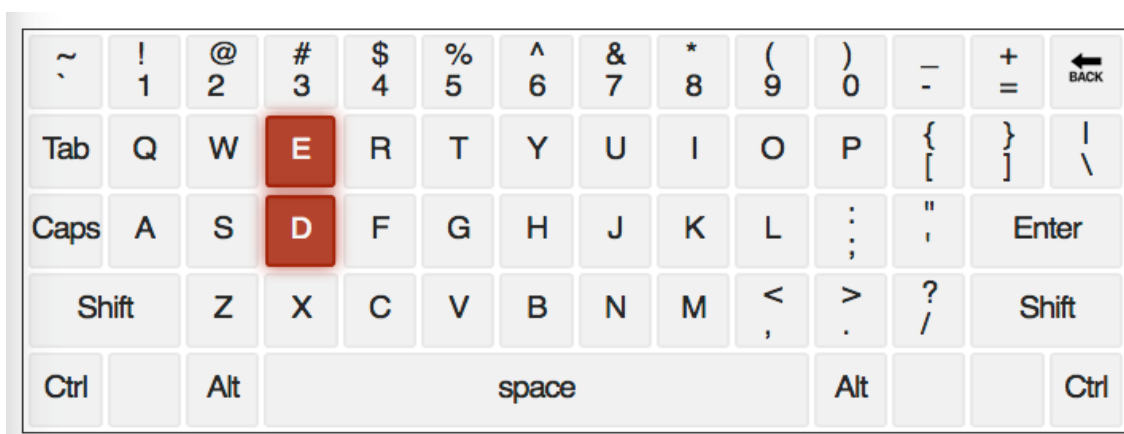 ~ ! @ # $ % ^ & * ( ) _ +
` 1 2 3 4 5 6 7 8 9 0 - = BACK
Tab Q W E R T Y U I O P { } |
[ ] \
Caps A S D F G H J K L : " Enter
; '
Shift Z X C V B N M < > ? Shift
, . /
Ctrl Alt space Alt Ctrl